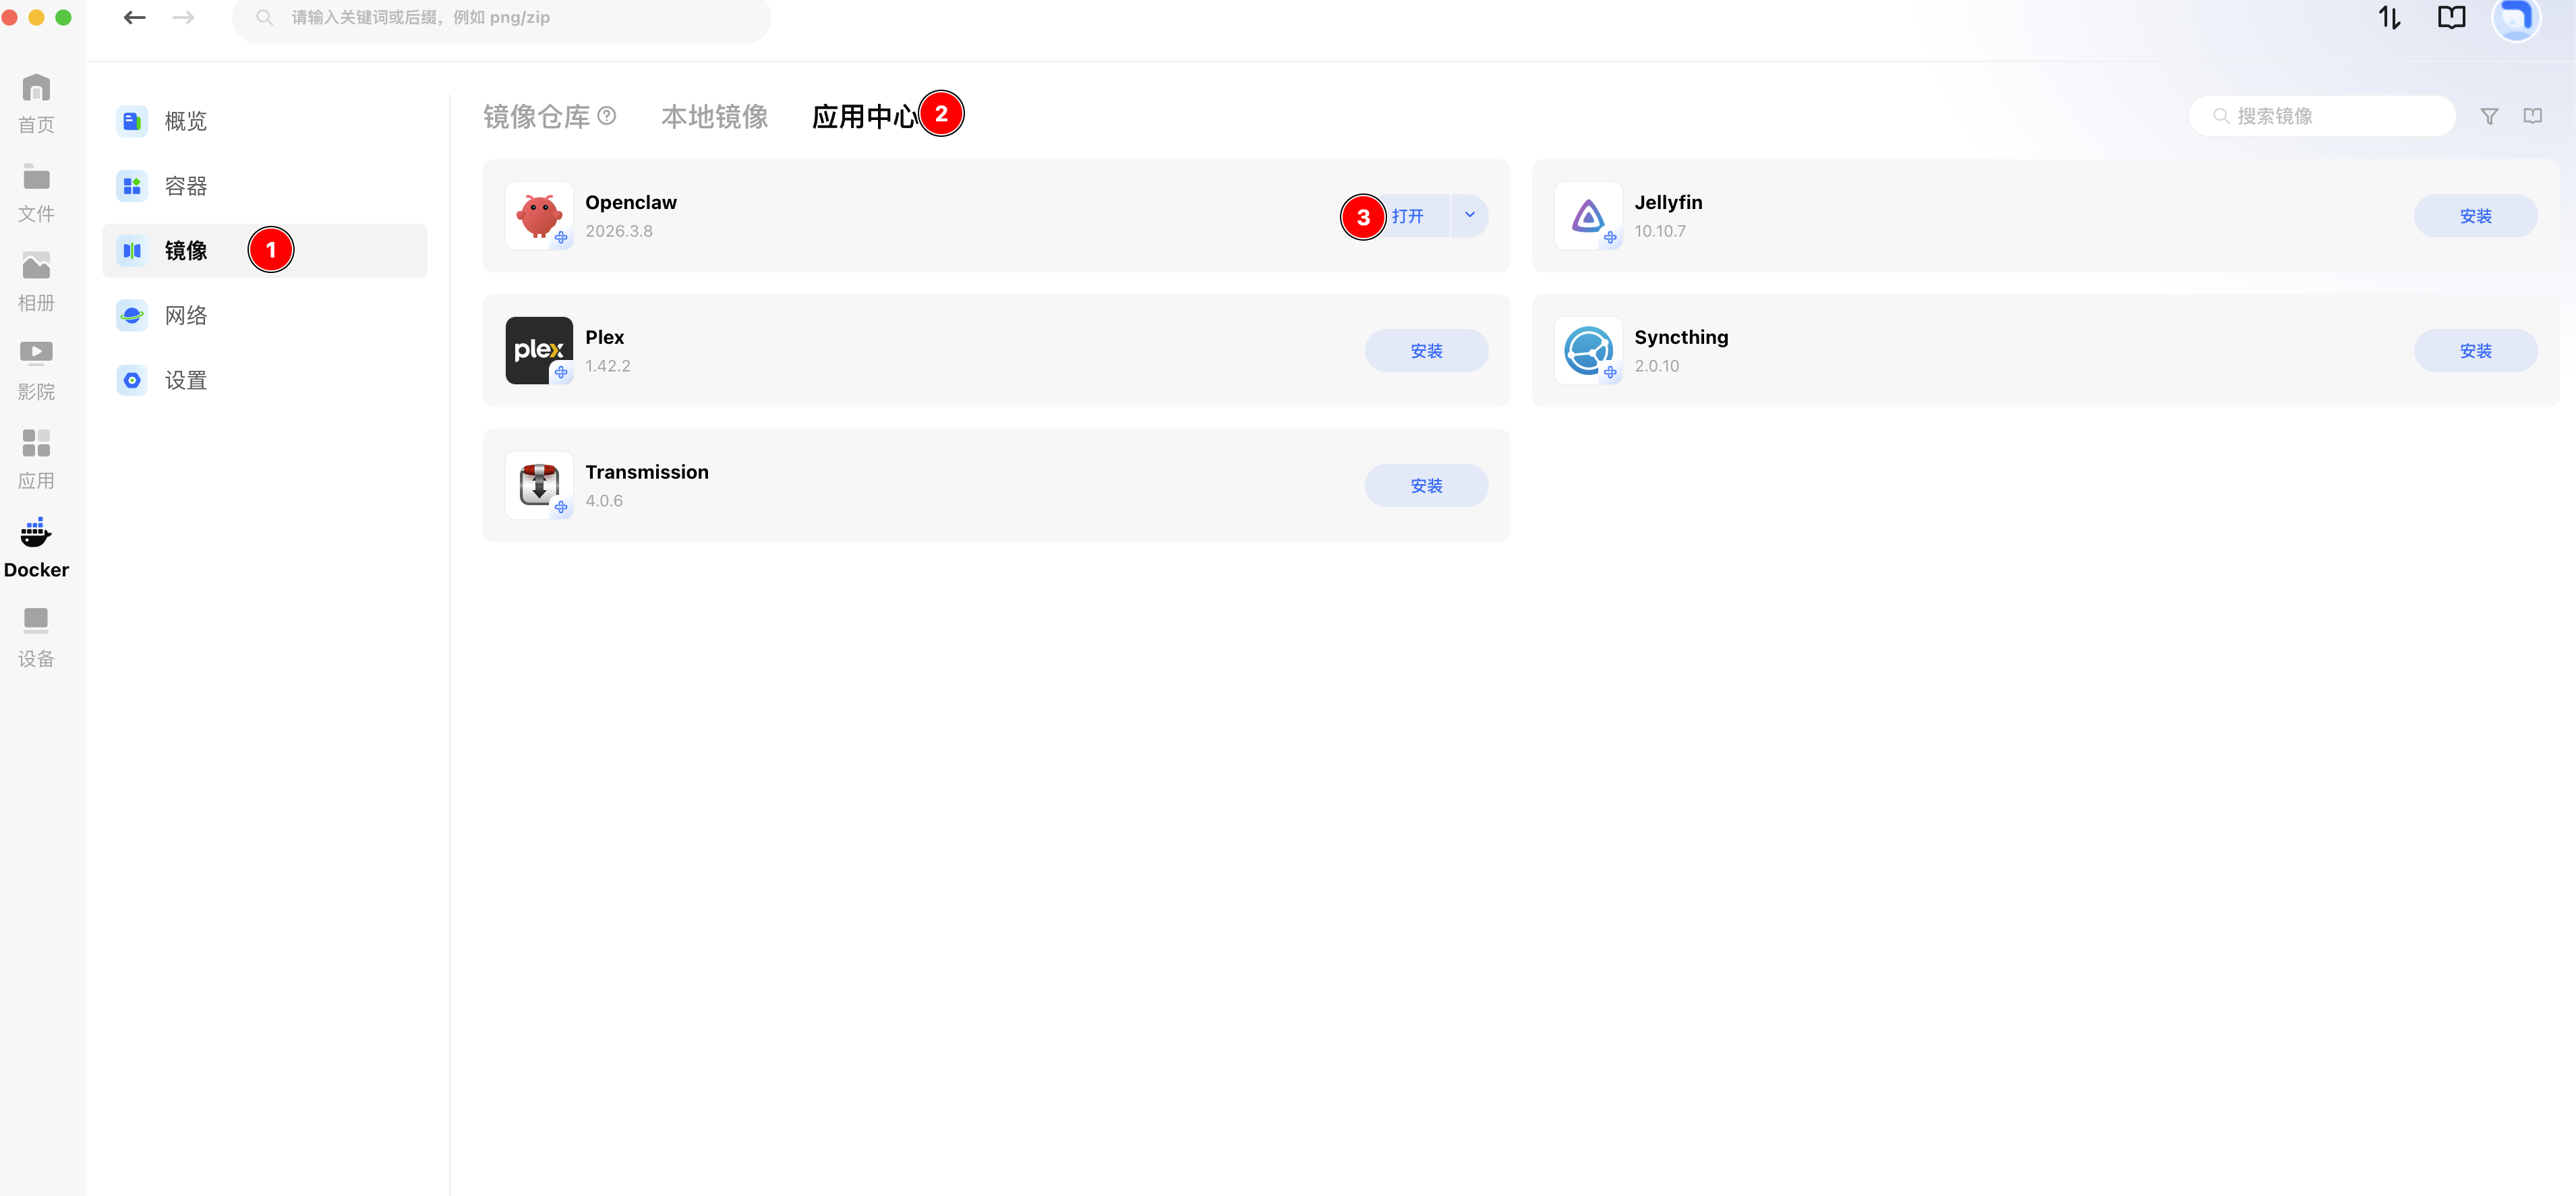 请输入关键词或后缀，例如 png/zip
首页
文件
相册
影院
应用
Docker
设备
概览
容器
镜像
1
网络
设置
镜像仓库
本地镜像
应用中心
2
搜索镜像
Openclaw
2026.3.8
3
打开
Jellyfin
10.10.7
安装
plex
Plex
1.42.2
安装
Syncthing
2.0.10
安装
Transmission
4.0.6
安装